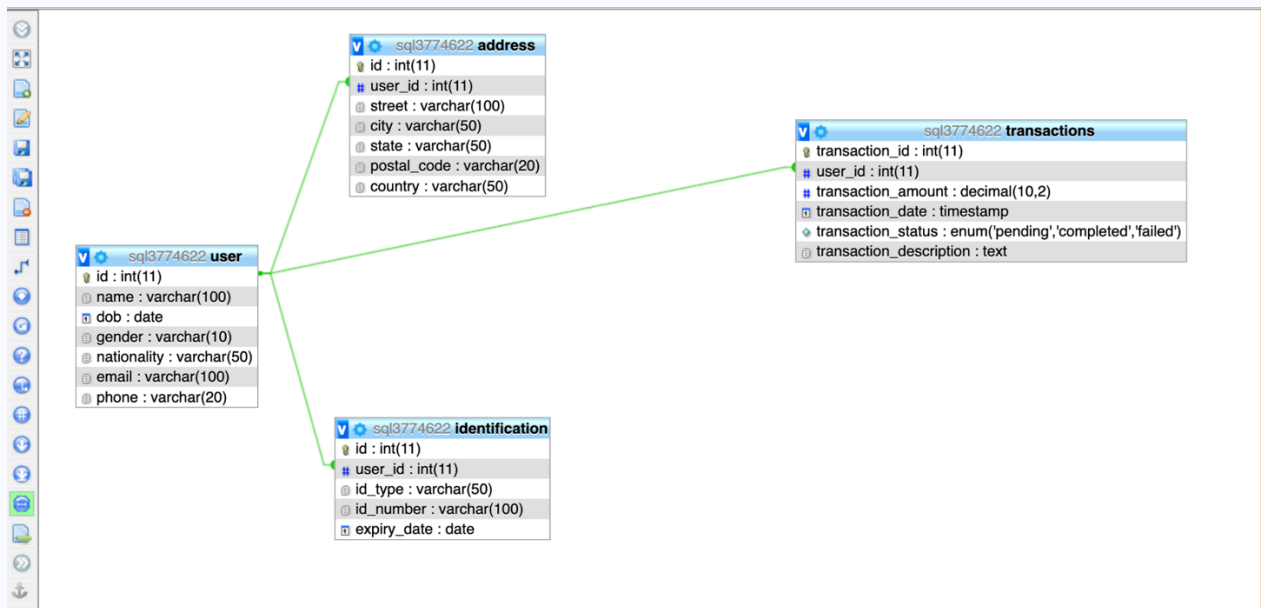 sql3774622 address
id : int(11)
user_id : int(11)
street : varchar(100)
city : varchar(50)
state : varchar(50)
postal_code : varchar(20)
country : varchar(50)
sql3774622 transactions
transaction_id : int(11)
user_id : int(11)
transaction_amount : decimal(10,2)
transaction_date : timestamp
transaction_status : enum('pending','completed','failed')
transaction_description : text
sql3774622 user
id : int(11)
name : varchar(100)
dob : date
gender : varchar(10)
nationality : varchar(50)
email : varchar(100)
phone : varchar(20)
sql3774622 identification
id : int(11)
user_id : int(11)
id_type : varchar(50)
id_number : varchar(100)
expiry_date : date